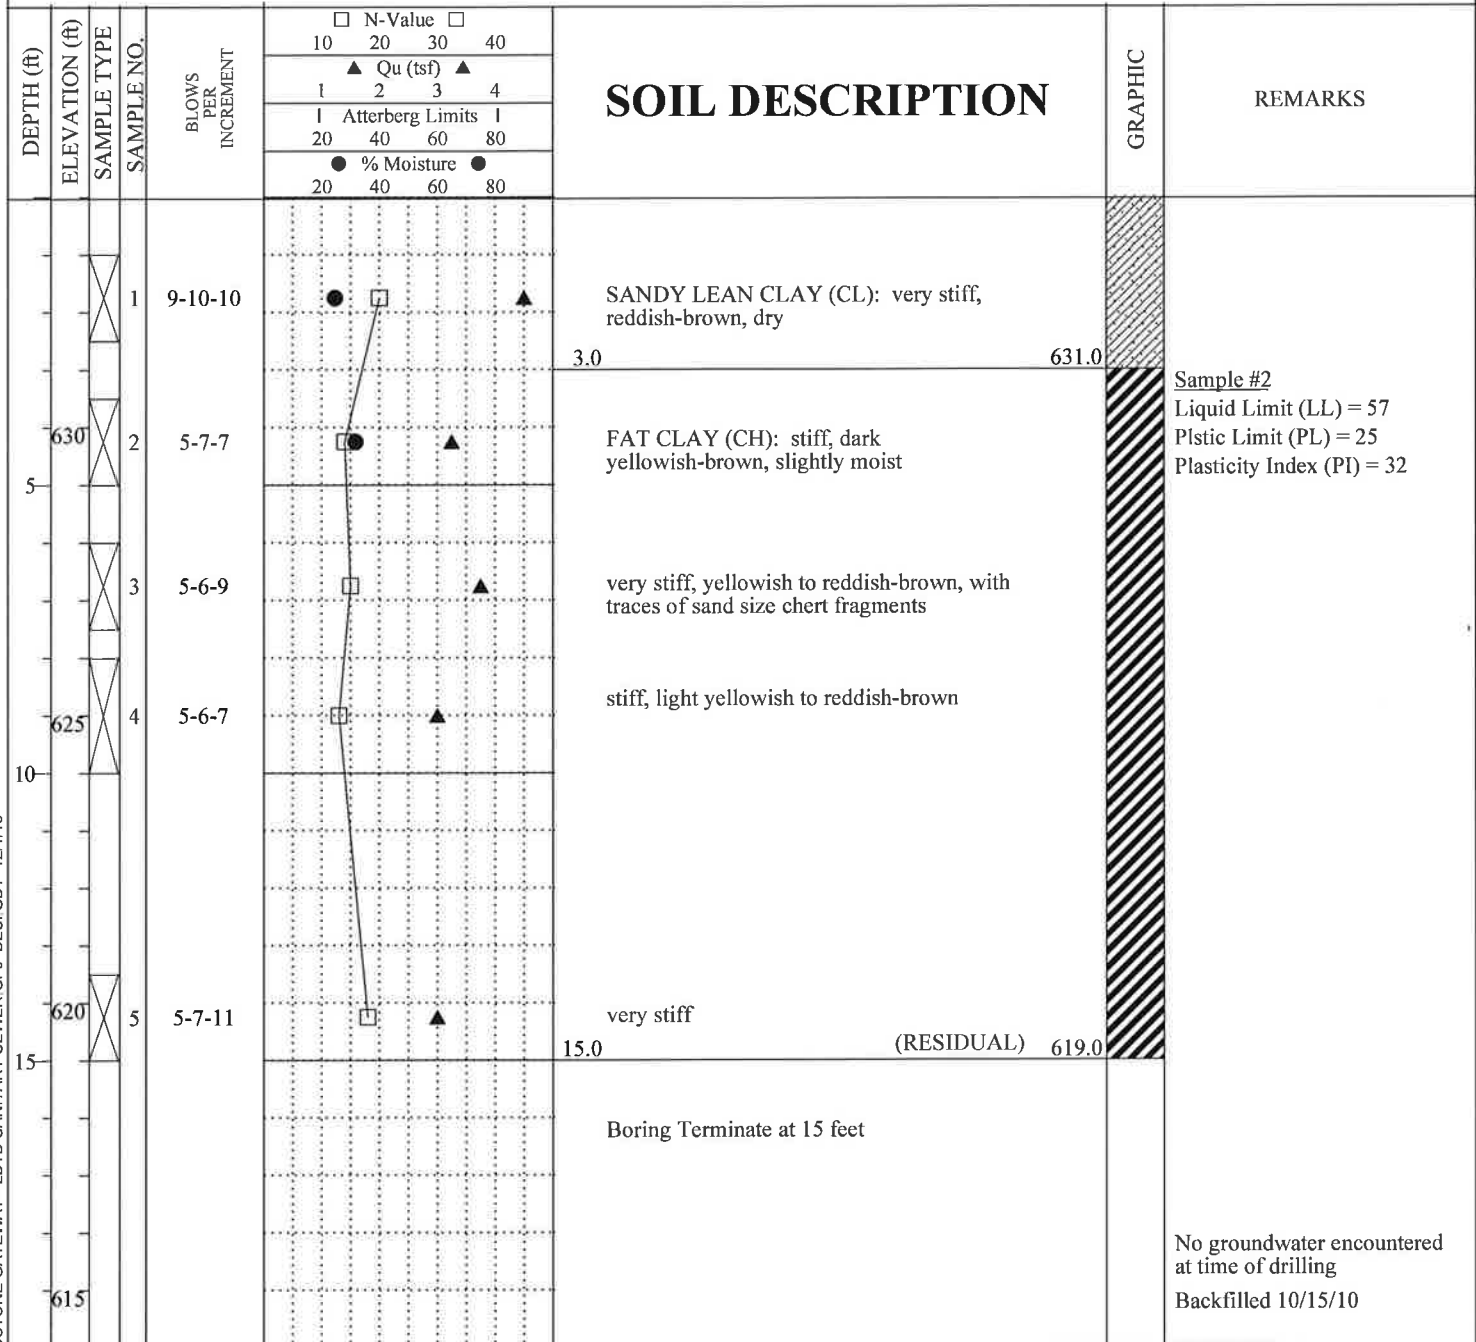 DEPTH (ft)
ELEVATION (ft)
SAMPLE TYPE
SAMPLE NO.
BLOWS
PER
INCREMENT
□ N-Value □
10 20 30 40
▲ Qu (tsf) ▲
1 2 3 4
Atterberg Limits
20 40 60 80
● % Moisture ●
20 40 60 80
SOIL DESCRIPTION
GRAPHIC
REMARKS
1 9-10-10
SANDY LEAN CLAY (CL): very stiff,
reddish-brown, dry
3.0 631.0
Sample #2
Liquid Limit (LL) = 57
Plstic Limit (PL) = 25
Plasticity Index (PI) = 32
630 2 5-7-7
FAT CLAY (CH): stiff, dark
yellowish-brown, slightly moist
5
3 5-6-9
very stiff, yellowish to reddish-brown, with
traces of sand size chert fragments
stiff, light yellowish to reddish-brown
625 4 5-6-7
10
620 5 5-7-11
very stiff
(RESIDUAL)
15.0 619.0
15
Boring Terminate at 15 feet
No groundwater encountered
at time of drilling
Backfilled 10/15/10
615